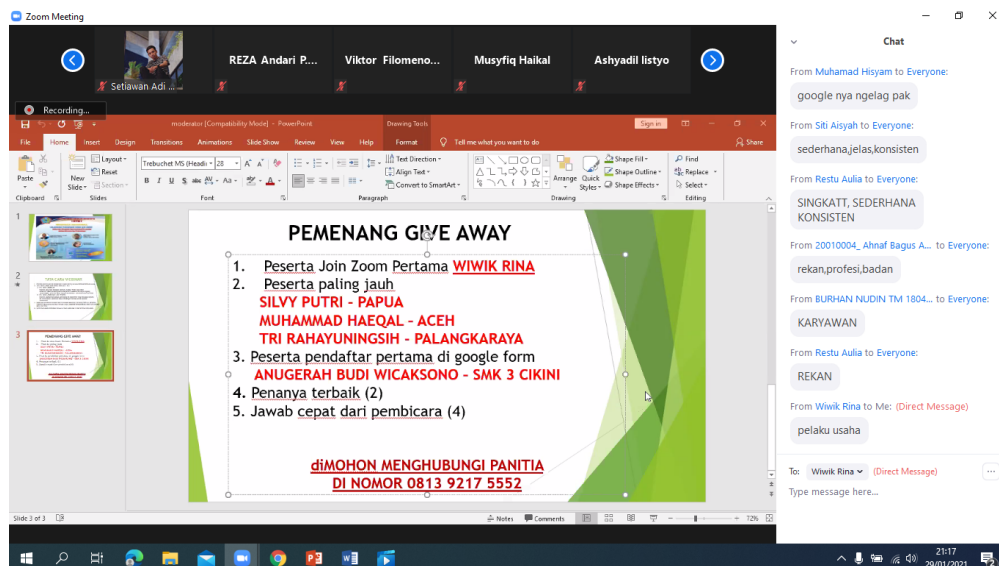 Zoom Meeting
Setiawan Adi ...
REZA Andari P....
Viktor Filomeno...
Musyfiq Haikal
Ashyadil listyo
Recording...
moderator [Compatibility Mode] - PowerPoint
Drawing Tools
Sign in
File Home Insert Design Transitions Animations Slide Show Review View Help Format Tell me what you want to do
Share
Paste
New
Slide
Layout
Reset
Section
Trebuchet MS (Headi 28
Text Direction
Align Text
Convert to SmartArt
Arrange
Quick
Styles
Shape Fill
Shape Outline
Shape Effects
Find
Replace
Select
Clipboard
Slides
Font
Paragraph
Drawing
Editing
1
2
3
PEMENANG GIVE AWAY
1. Peserta Join Zoom Pertama WIWIK RINA
2. Peserta paling jauh
SILVY PUTRI - PAPUA
MUHAMMAD HAEQAL - ACEH
TRI RAHAYUNINGSIH - PALANGKARAYA
3. Peserta pendaftar pertama di google form
ANUGERAH BUDI WICAKSONO - SMK 3 CIKINI
4. Penanya terbaik (2)
5. Jawab cepat dari pembicara (4)
diMOHON MENGHUBUNGI PANITIA
DI NOMOR 0813 9217 5552
Slide 3 of 3
Notes
Comments
72%
Chat
From Muhamad Hisyam to Everyone:
google nya ngelag pak
From Siti Aisyah to Everyone:
sederhana,jelas,konsisten
From Restu Aulia to Everyone:
SINGKATT, SEDERHANA
KONSISTEN
From 20010004_ Ahnaf Bagus A... to Everyone:
rekan,profesi,badan
From BURHAN NUDIN TM 1804... to Everyone:
KARYAWAN
From Restu Aulia to Everyone:
REKAN
From Wiwik Rina to Me: (Direct Message)
pelaku usaha
To: Wiwik Rina (Direct Message)
Type message here...
21:17
29/01/2021